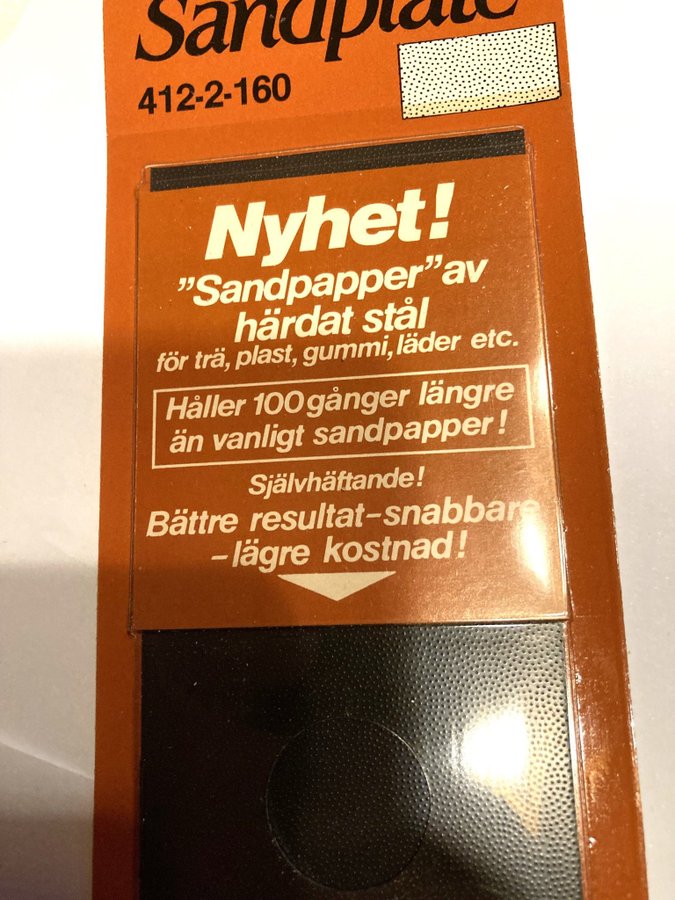 Sandplate
412-2-160
Nyhet!
”Sandpapper” av
härdat stål
för trä, plast, gummi, läder etc.
Håller 100 gånger längre
än vanligt sandpapper!
Självhäftande!
Bättre resultat–snabbare
–lägre kostnad!